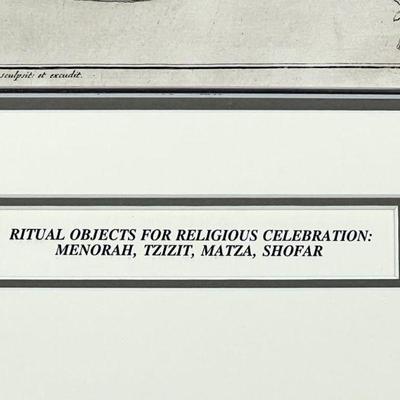 sculpsit et excudit.
RITUAL OBJECTS FOR RELIGIOUS CELEBRATION:
MENORAH, TZIZIT, MATZA, SHOFAR